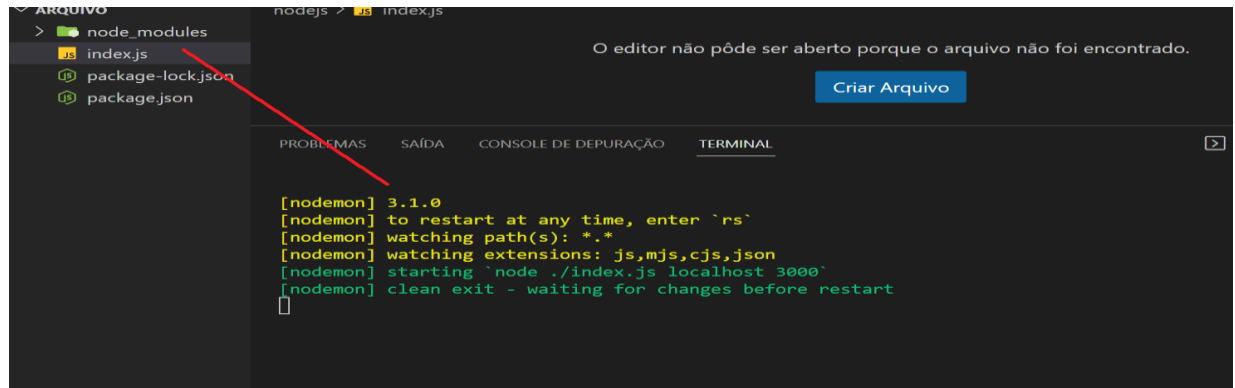 ARQUIVO
node_modules
index.js
package-lock.json
package.json
nodejs > JS index.js
O editor não pôde ser aberto porque o arquivo não foi encontrado.
Criar Arquivo
PROBLEMAS SAÍDA CONSOLE DE DEPURAÇÃO TERMINAL
[nodemon] 3.1.0
[nodemon] to restart at any time, enter `rs`
[nodemon] watching path(s): *.*
[nodemon] watching extensions: js,mjs,cjs,json
[nodemon] starting `node ./index.js localhost 3000`
[nodemon] clean exit - waiting for changes before restart